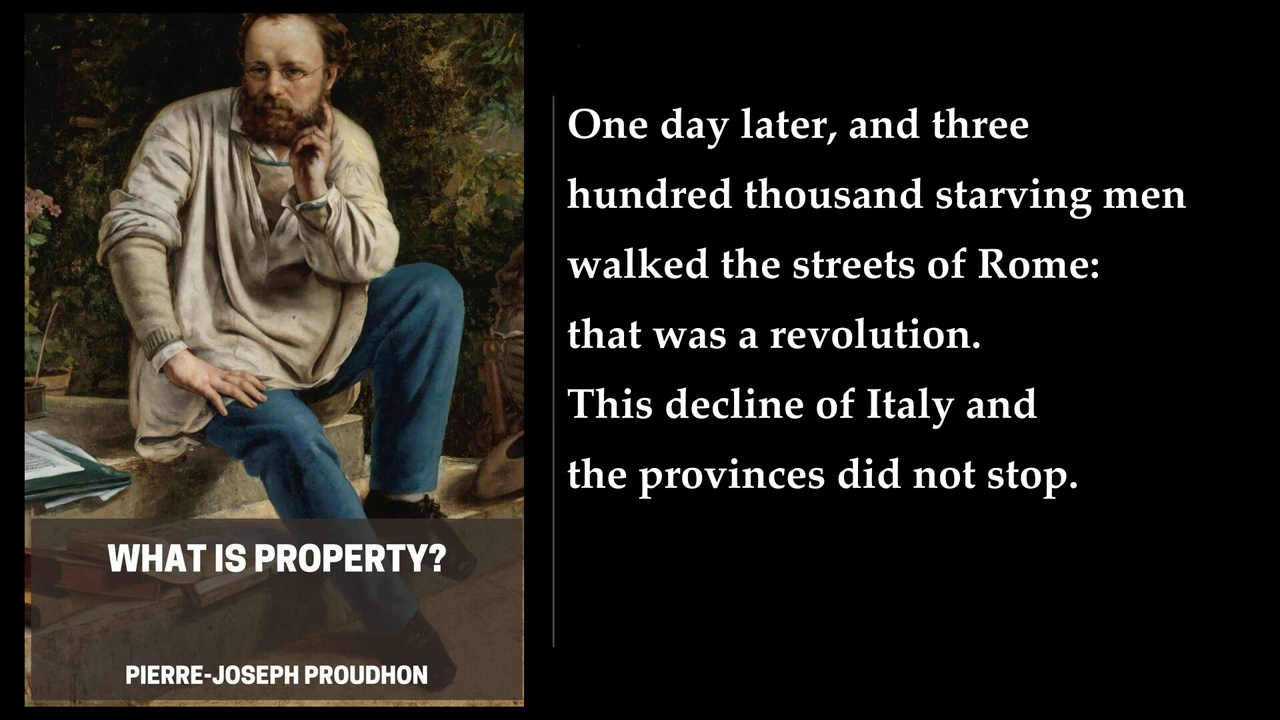 One day later, and three
hundred thousand starving men
walked the streets of Rome:
that was a revolution.
This decline of Italy and
the provinces did not stop.
WHAT IS PROPERTY?
PIERRE-JOSEPH PROUDHON